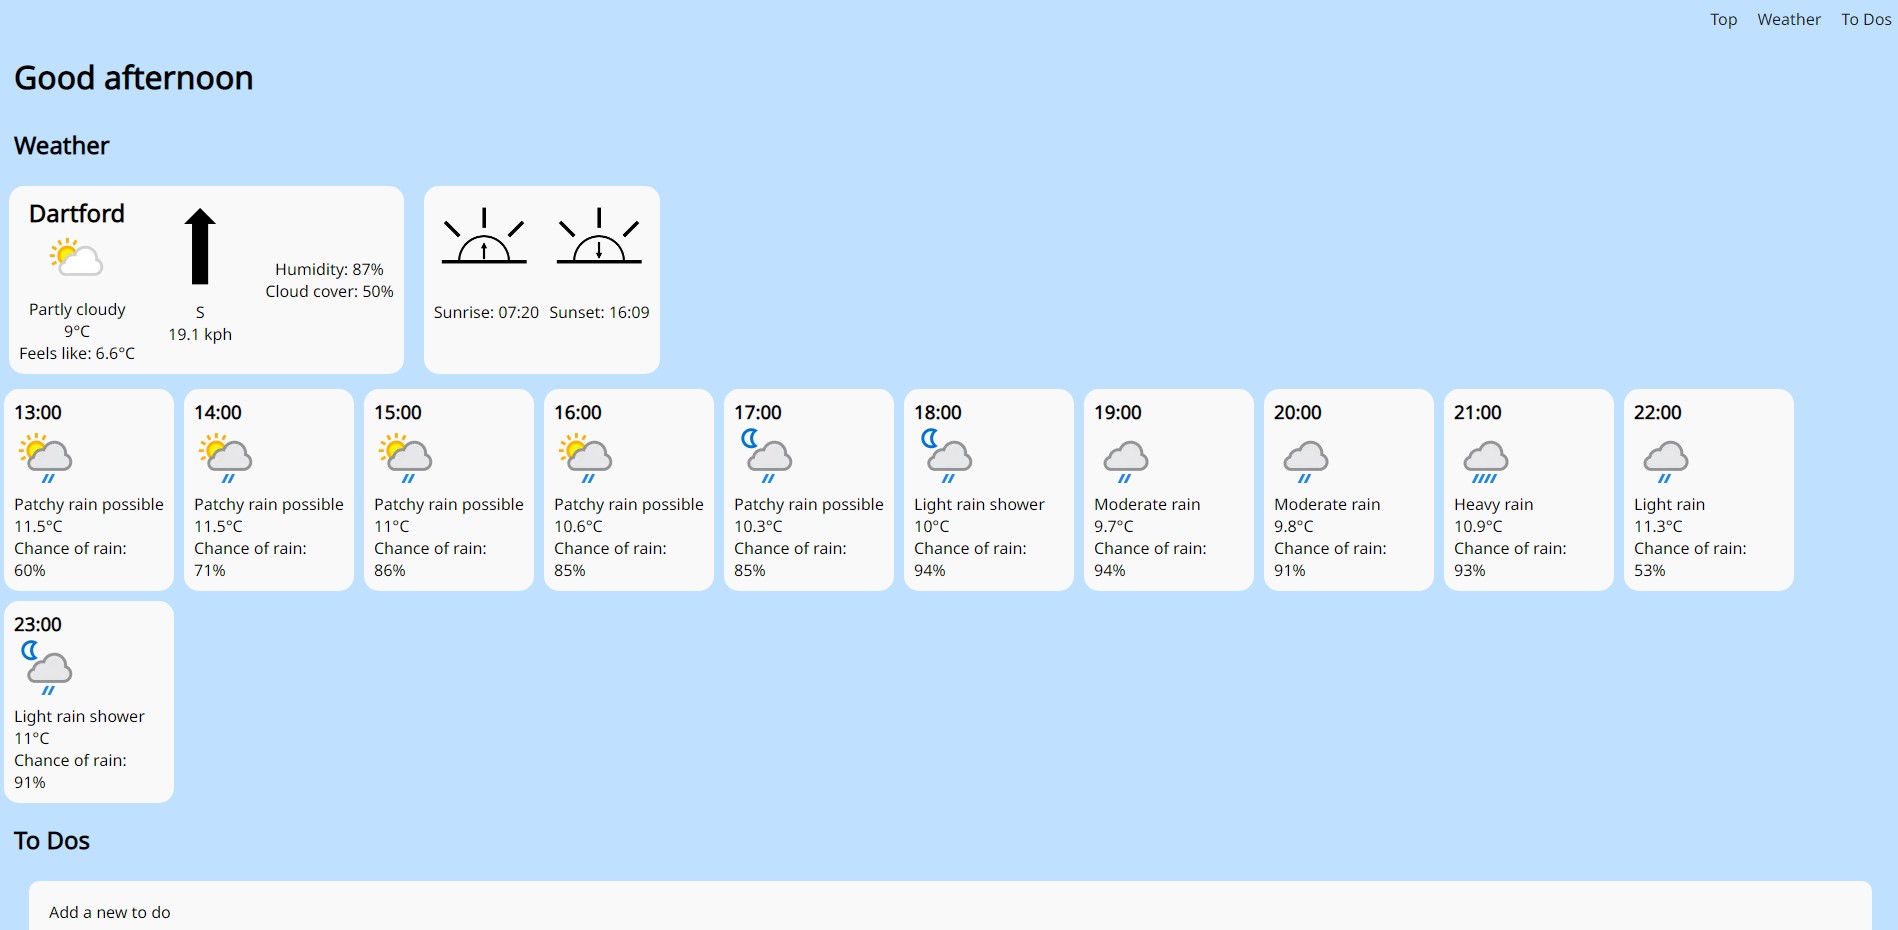 Top Weather To Dos
Good afternoon
Weather
Dartford
Partly cloudy
9°C
Feels like: 6.6°C
S
19.1 kph
Humidity: 87%
Cloud cover: 50%
Sunrise: 07:20
Sunset: 16:09
13:00
Patchy rain possible
11.5°C
Chance of rain:
60%
14:00
Patchy rain possible
11.5°C
Chance of rain:
71%
15:00
Patchy rain possible
11°C
Chance of rain:
86%
16:00
Patchy rain possible
10.6°C
Chance of rain:
85%
17:00
Patchy rain possible
10.3°C
Chance of rain:
85%
18:00
Light rain shower
10°C
Chance of rain:
94%
19:00
Moderate rain
9.7°C
Chance of rain:
94%
20:00
Moderate rain
9.8°C
Chance of rain:
91%
21:00
Heavy rain
10.9°C
Chance of rain:
93%
22:00
Light rain
11.3°C
Chance of rain:
53%
23:00
Light rain shower
11°C
Chance of rain:
91%
To Dos
Add a new to do